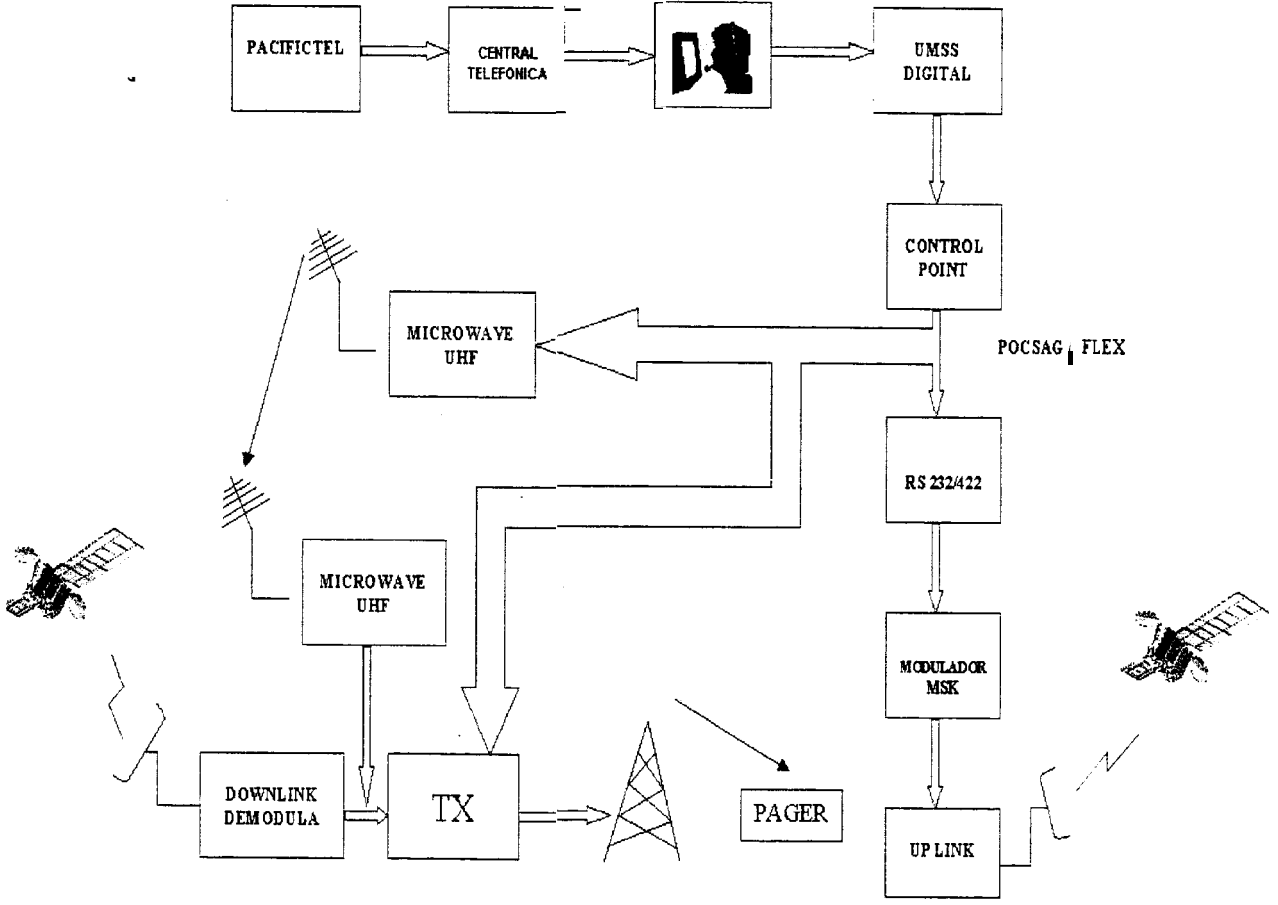 PACIFICTEL
CENTRAL
TELEFONICA
UMSS
DIGITAL
CONTROL
POINT
MICROWAVE
UHF
POCSAG FLEX
RS 232/422
MICROWAVE
UHF
MODULADOR
MSK
DOWNLINK
DEMODULA
TX
PAGER
UP LINK